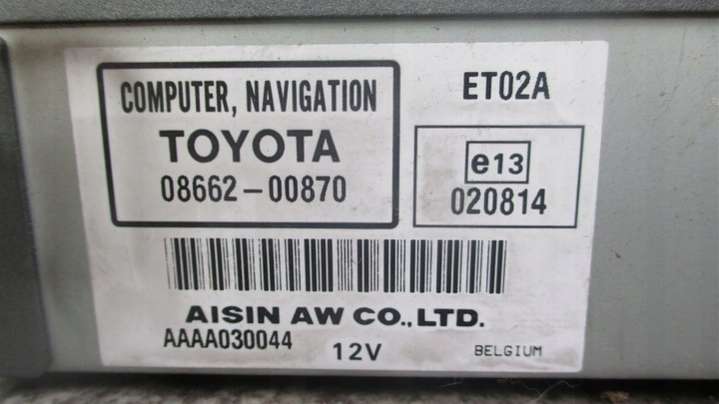 COMPUTER, NAVIGATION
TOYOTA
08662-00870
ET02A
e13
020814
AISIN AW CO.,LTD.
AAAA030044
12V
BELGIUM